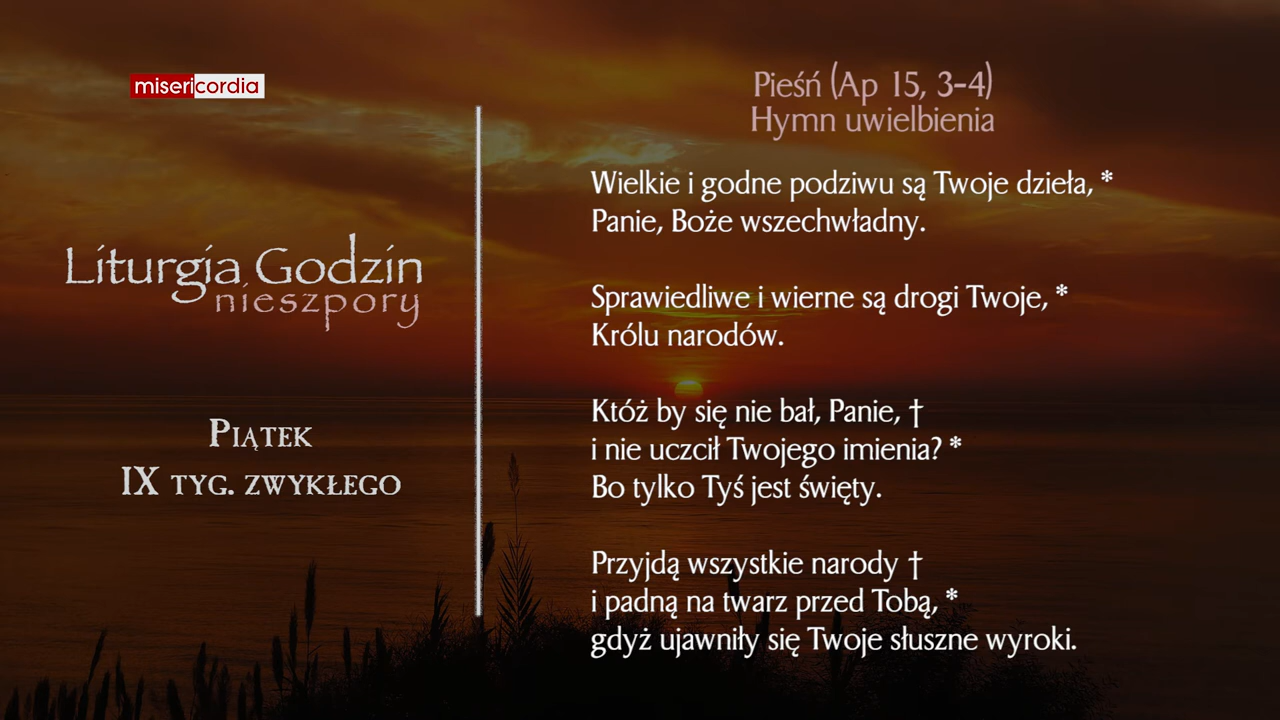 misericordia
Liturgia Godzin
nieszpory
Piątek
IX tyg. zwykłego
Pieśń (Ap 15, 3-4)
Hymn uwielbienia
Wielkie i godne podziwu są Twoje dzieła, *
Panie, Boże wszechwładny.
Sprawiedliwe i wierne są drogi Twoje, *
Królu narodów.
Któż by się nie bał, Panie, †
i nie uczcił Twojego imienia? *
Bo tylko Tyś jest święty.
Przyjdą wszystkie narody †
i padną na twarz przed Tobą, *
gdyż ujawniły się Twoje słuszne wyroki.